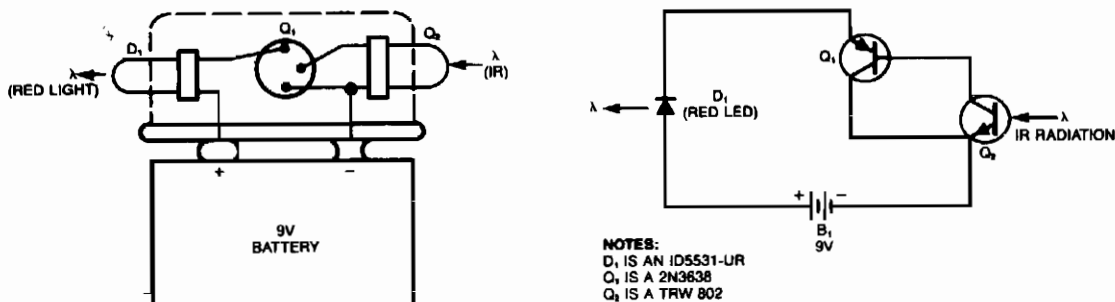 D₁
Q₁
Q₂
λ
(RED LIGHT)
λ
(IR)
+
−
9V
BATTERY
Q₁
λ
D₁
(RED LED)
λ
IR RADIATION
Q₂
+
−
B₁
9V
NOTES:
D₁ IS AN ID5531-UR
Q₁ IS A 2N3638
Q₂ IS A TRW 802